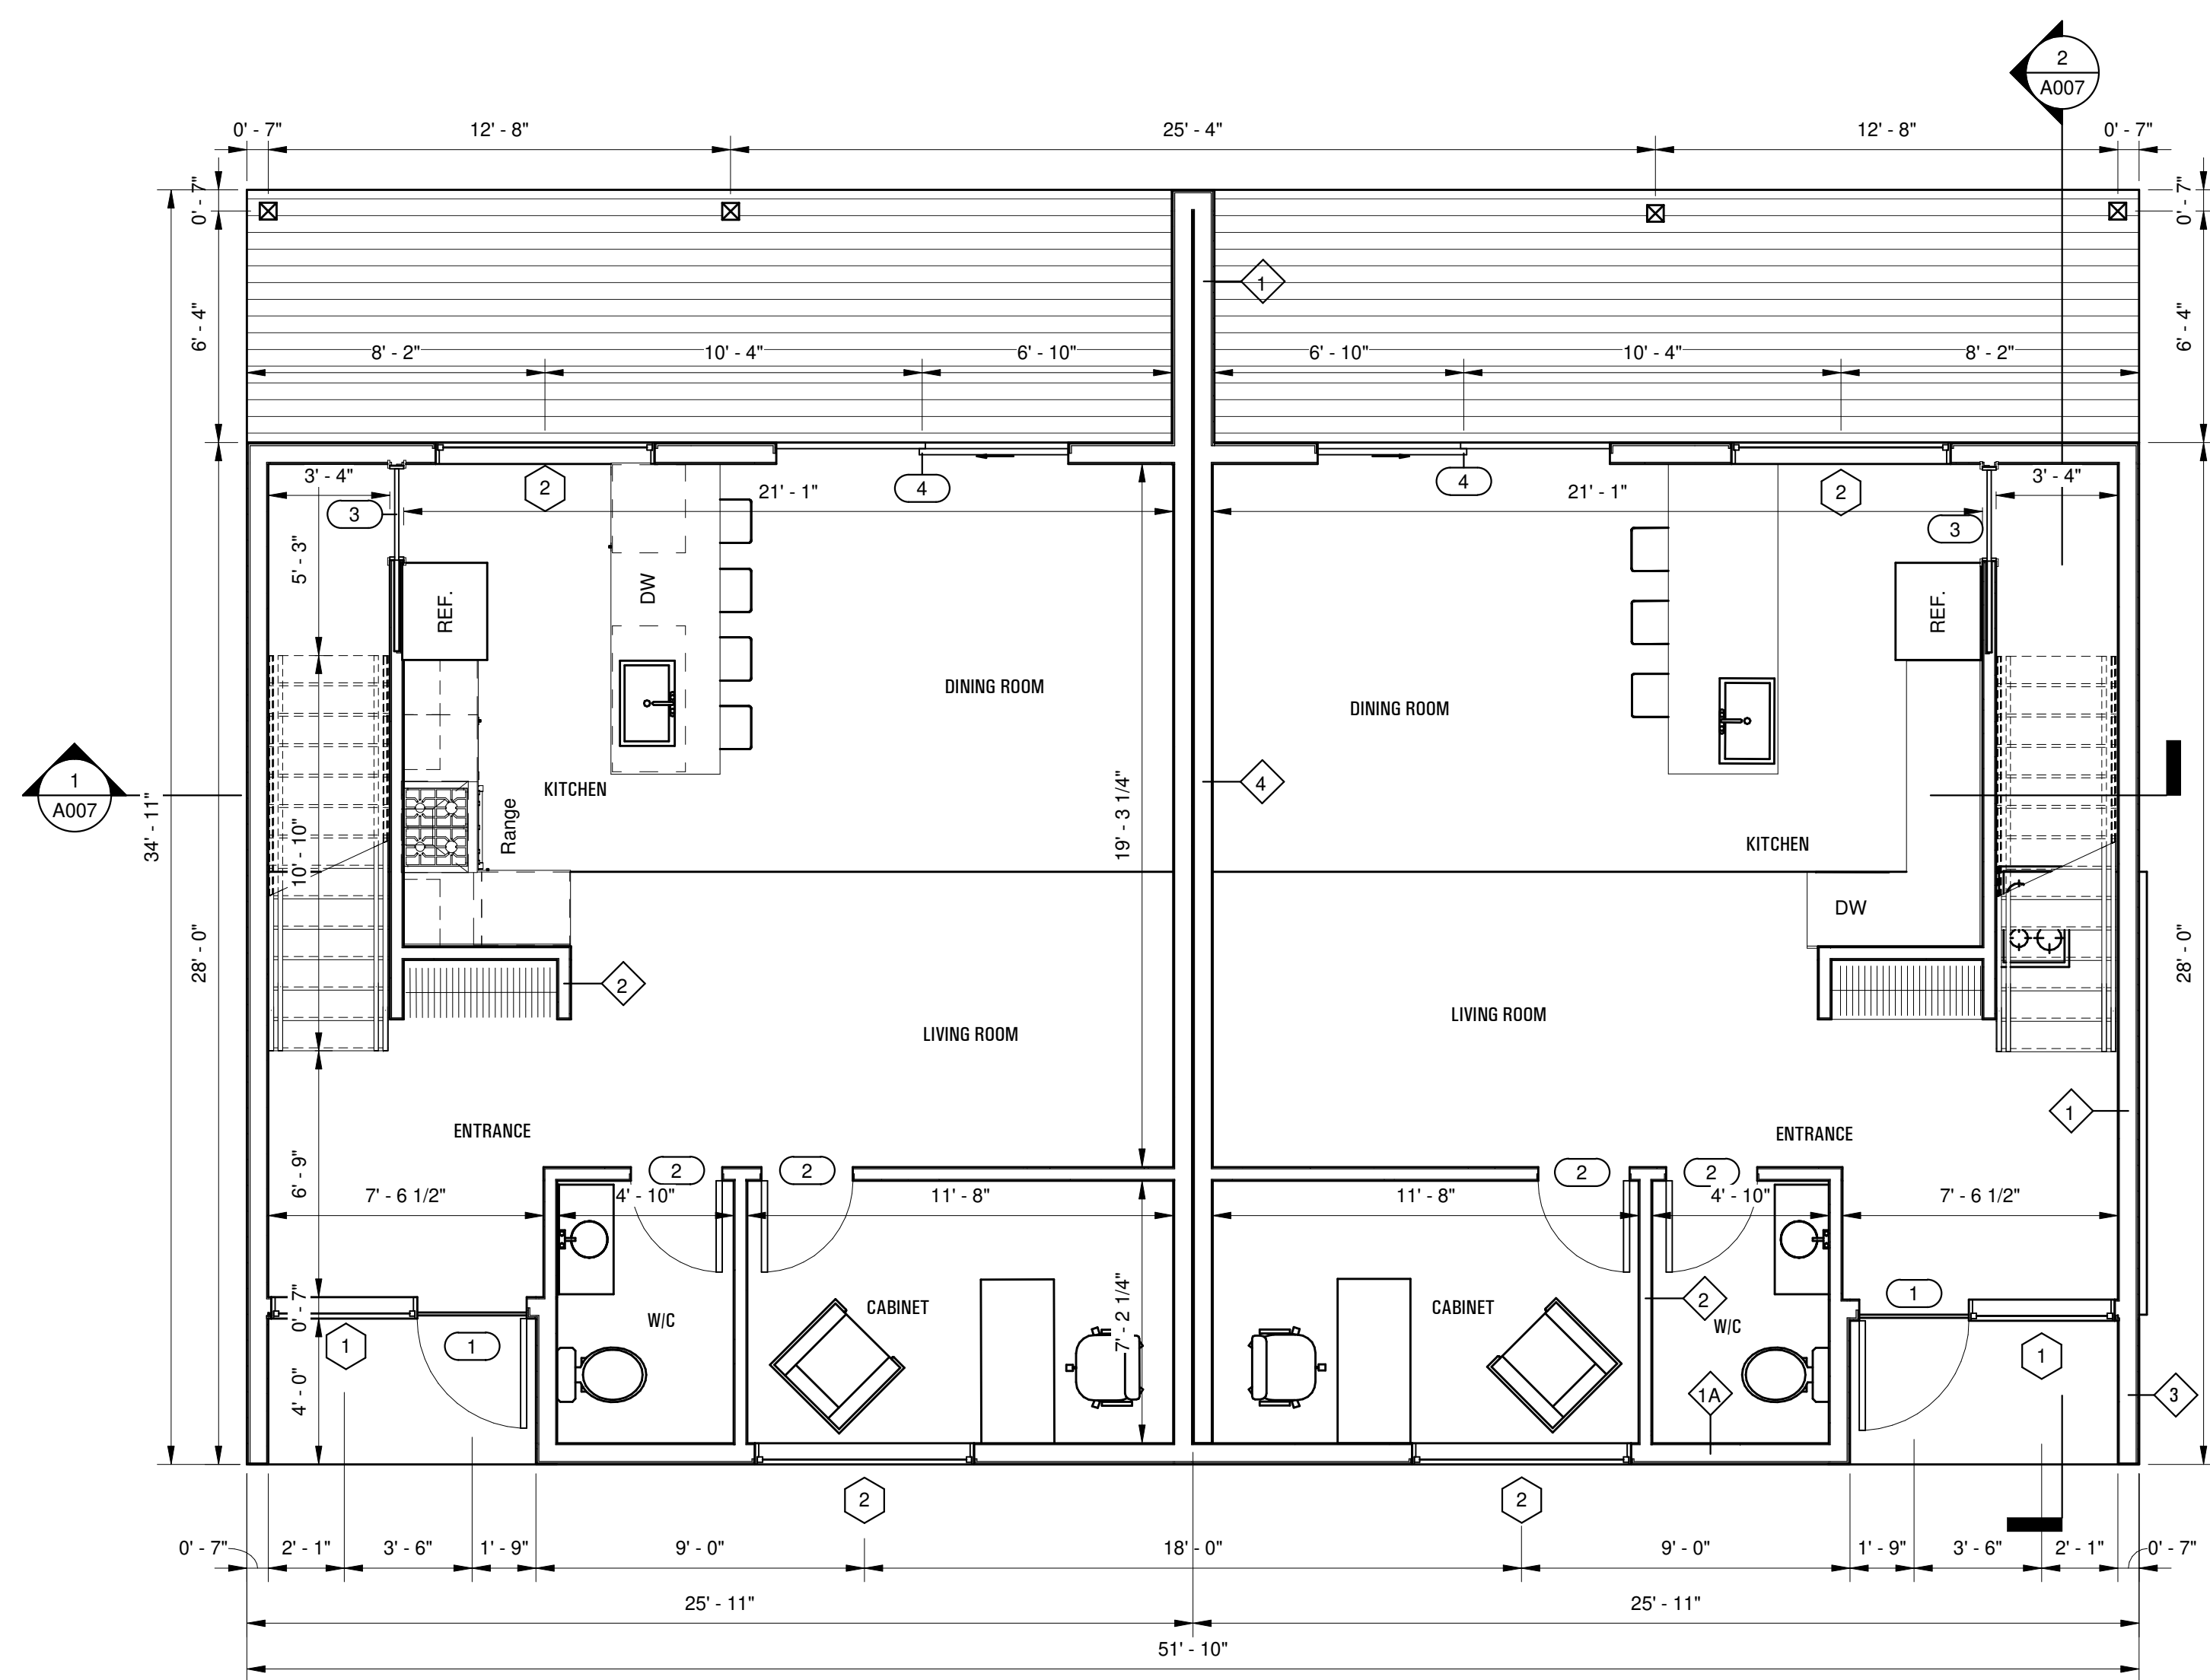 2
A007
0' - 7"
12' - 8"
25' - 4"
12' - 8"
0' - 7"
0' - 7"
0' - 7"
1
6' - 4"
6' - 4"
8' - 2"
10' - 4"
6' - 10"
6' - 10"
10' - 4"
8' - 2"
3' - 4"
2
21' - 1"
4
4
21' - 1"
2
3' - 4"
3
3
5' - 3"
REF.
DW
REF.
DINING ROOM
DINING ROOM
1
A007
34' - 11"
KITCHEN
4
19' - 3 1/4"
Range
10' - 10"
KITCHEN
DW
28' - 0"
28' - 0"
2
LIVING ROOM
LIVING ROOM
1
ENTRANCE
ENTRANCE
6' - 9"
2
2
2
2
7' - 6 1/2"
4' - 10"
11' - 8"
11' - 8"
4' - 10"
7' - 6 1/2"
0' - 7"
CABINET
CABINET
7' - 2 1/4"
2
1
W/C
W/C
1
1
1
4' - 0"
1A
3
2
2
0' - 7"
2' - 1"
3' - 6"
1' - 9"
9' - 0"
18' - 0"
9' - 0"
1' - 9"
3' - 6"
2' - 1"
0' - 7"
25' - 11"
25' - 11"
51' - 10"